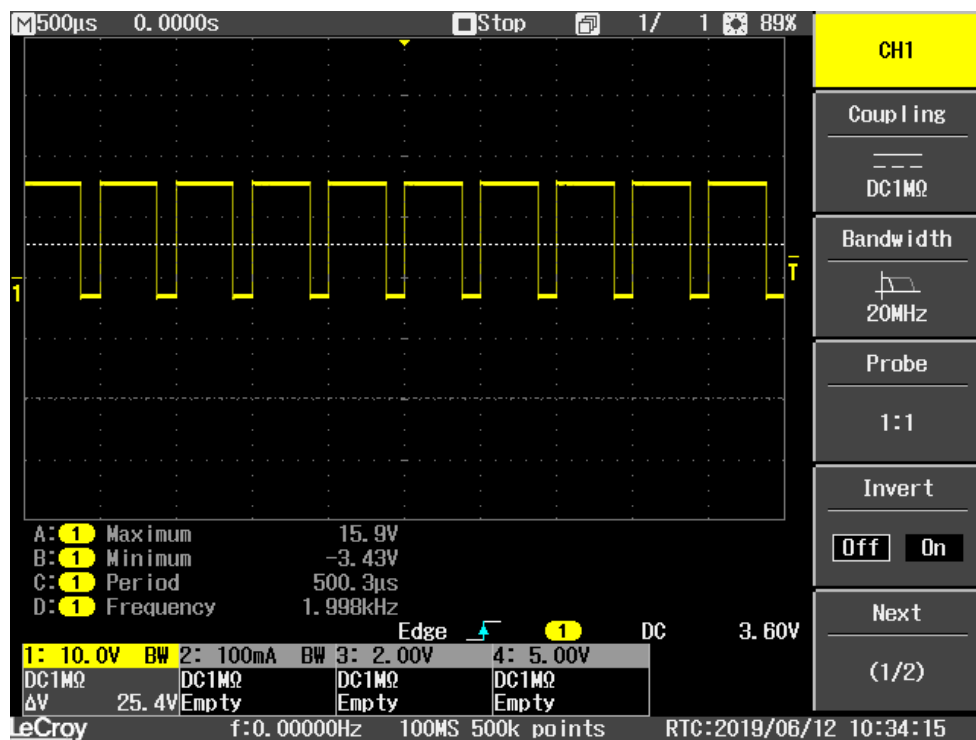 M 500μs 0.0000s Stop 1/ 1 89%
CH1
Coupling
DC1MΩ
Bandwidth
20MHz
Probe
1:1
Invert
Off On
Next
(1/2)
T
1
A: 1 Maximum 15.9V
B: 1 Minimum -3.43V
C: 1 Period 500.3μs
D: 1 Frequency 1.998kHz
Edge 1 DC 3.60V
1: 10.0V BW 2: 100mA BW 3: 2.00V 4: 5.00V
DC1MΩ DC1MΩ DC1MΩ DC1MΩ
ΔV 25.4V Empty Empty Empty
LeCroy f:0.00000Hz 100MS 500k points RTC:2019/06/12 10:34:15